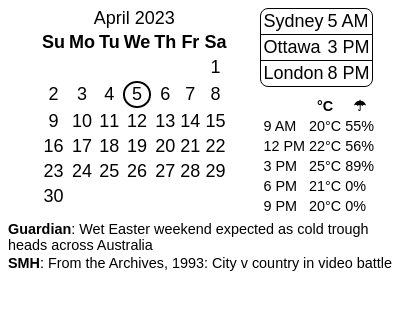 April 2023
Su Mo Tu We Th Fr Sa
1
2 3 4 5 6 7 8
9 10 11 12 13 14 15
16 17 18 19 20 21 22
23 24 25 26 27 28 29
30
Sydney 5 AM
Ottawa 3 PM
London 8 PM
°C ☂
9 AM 20°C 55%
12 PM 22°C 56%
3 PM 25°C 89%
6 PM 21°C 0%
9 PM 20°C 0%
Guardian: Wet Easter weekend expected as cold trough
heads across Australia
SMH: From the Archives, 1993: City v country in video battle